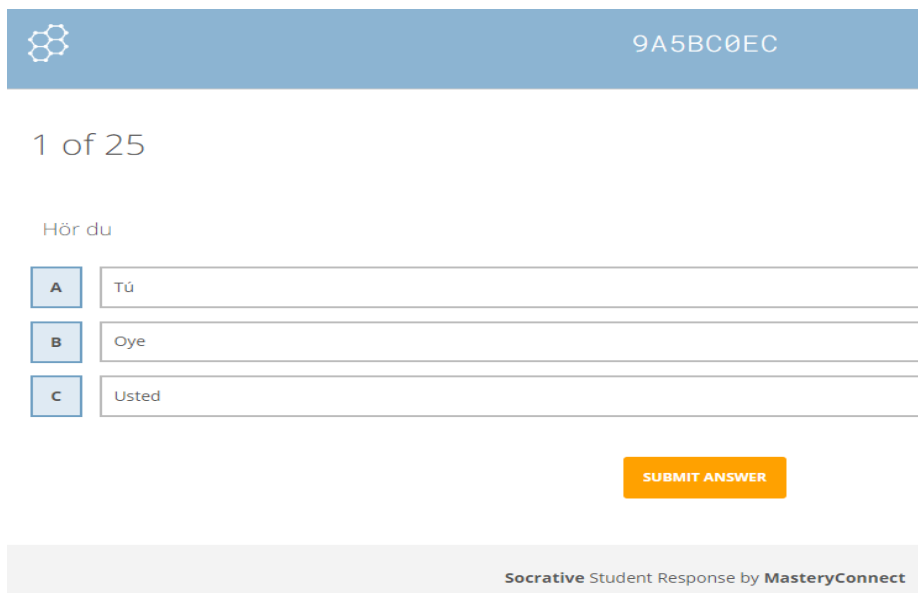 9A5BC0EC
1 of 25
Hör du
A Tú
B Oye
C Usted
SUBMIT ANSWER
Socrative Student Response by MasteryConnect